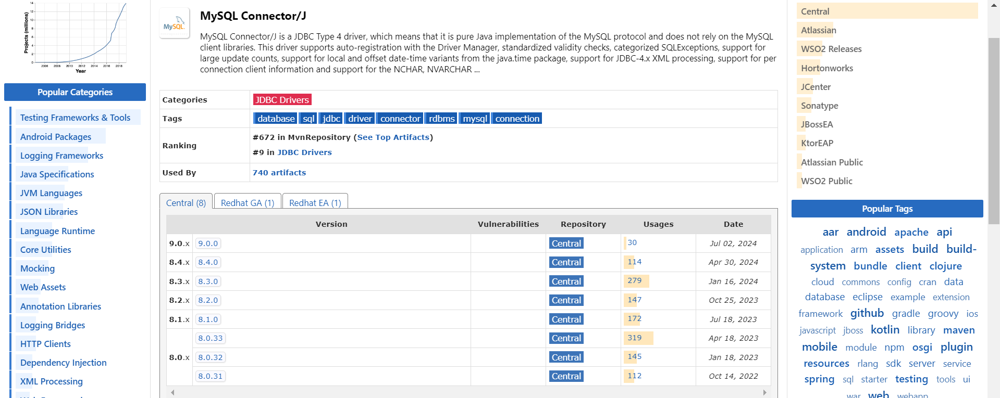 14
12
10
8
6
4
2
0
Projects (millions)
2006 2008 2010 2012 2014 2016 2018
Year
Popular Categories
Testing Frameworks & Tools
Android Packages
Logging Frameworks
Java Specifications
JVM Languages
JSON Libraries
Language Runtime
Core Utilities
Mocking
Web Assets
Annotation Libraries
Logging Bridges
HTTP Clients
Dependency Injection
XML Processing
MySQL
MySQL Connector/J
MySQL Connector/J is a JDBC Type 4 driver, which means that it is pure Java implementation of the MySQL protocol and does not rely on the MySQL
client libraries. This driver supports auto-registration with the Driver Manager, standardized validity checks, categorized SQLExceptions, support for
large update counts, support for local and offset date-time variants from the java.time package, support for JDBC-4.x XML processing, support for per
connection client information and support for the NCHAR, NVARCHAR ...
Categories JDBC Drivers
Tags database sql jdbc driver connector rdbms mysql connection
Ranking #672 in MvnRepository (See Top Artifacts)
#9 in JDBC Drivers
Used By 740 artifacts
Central (8) Redhat GA (1) Redhat EA (1)
Version Vulnerabilities Repository Usages Date
9.0.x 9.0.0 Central 30 Jul 02, 2024
8.4.x 8.4.0 Central 114 Apr 30, 2024
8.3.x 8.3.0 Central 279 Jan 16, 2024
8.2.x 8.2.0 Central 147 Oct 25, 2023
8.1.x 8.1.0 Central 172 Jul 18, 2023
8.0.x 8.0.33 Central 319 Apr 18, 2023
8.0.32 Central 145 Jan 18, 2023
8.0.31 Central 112 Oct 14, 2022
Central
Atlassian
WSO2 Releases
Hortonworks
JCenter
Sonatype
JBossEA
KtorEAP
Atlassian Public
WSO2 Public
Popular Tags
aar android apache api
application arm assets build build-
system bundle client clojure
cloud commons config cran data
database eclipse example extension
framework github gradle groovy ios
javascript jboss kotlin library maven
mobile module npm osgi plugin
resources rlang sdk server service
spring sql starter testing tools ui
war web webapp